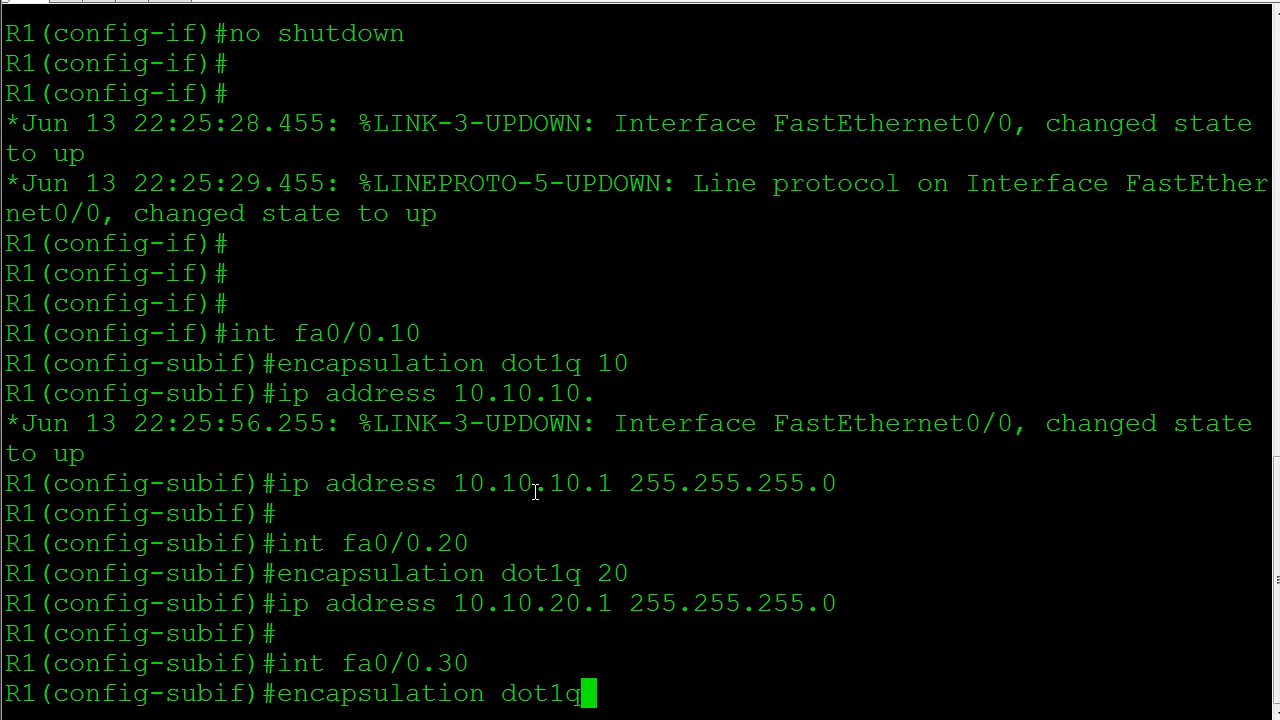 R1(config-if)#no shutdown
R1(config-if)#
R1(config-if)#
*Jun 13 22:25:28.455: %LINK-3-UPDOWN: Interface FastEthernet0/0, changed state
to up
*Jun 13 22:25:29.455: %LINEPROTO-5-UPDOWN: Line protocol on Interface FastEther
net0/0, changed state to up
R1(config-if)#
R1(config-if)#
R1(config-if)#
R1(config-if)#int fa0/0.10
R1(config-subif)#encapsulation dot1q 10
R1(config-subif)#ip address 10.10.10.
*Jun 13 22:25:56.255: %LINK-3-UPDOWN: Interface FastEthernet0/0, changed state
to up
R1(config-subif)#ip address 10.10.10.1 255.255.255.0
R1(config-subif)#
R1(config-subif)#int fa0/0.20
R1(config-subif)#encapsulation dot1q 20
R1(config-subif)#ip address 10.10.20.1 255.255.255.0
R1(config-subif)#
R1(config-subif)#int fa0/0.30
R1(config-subif)#encapsulation dot1q